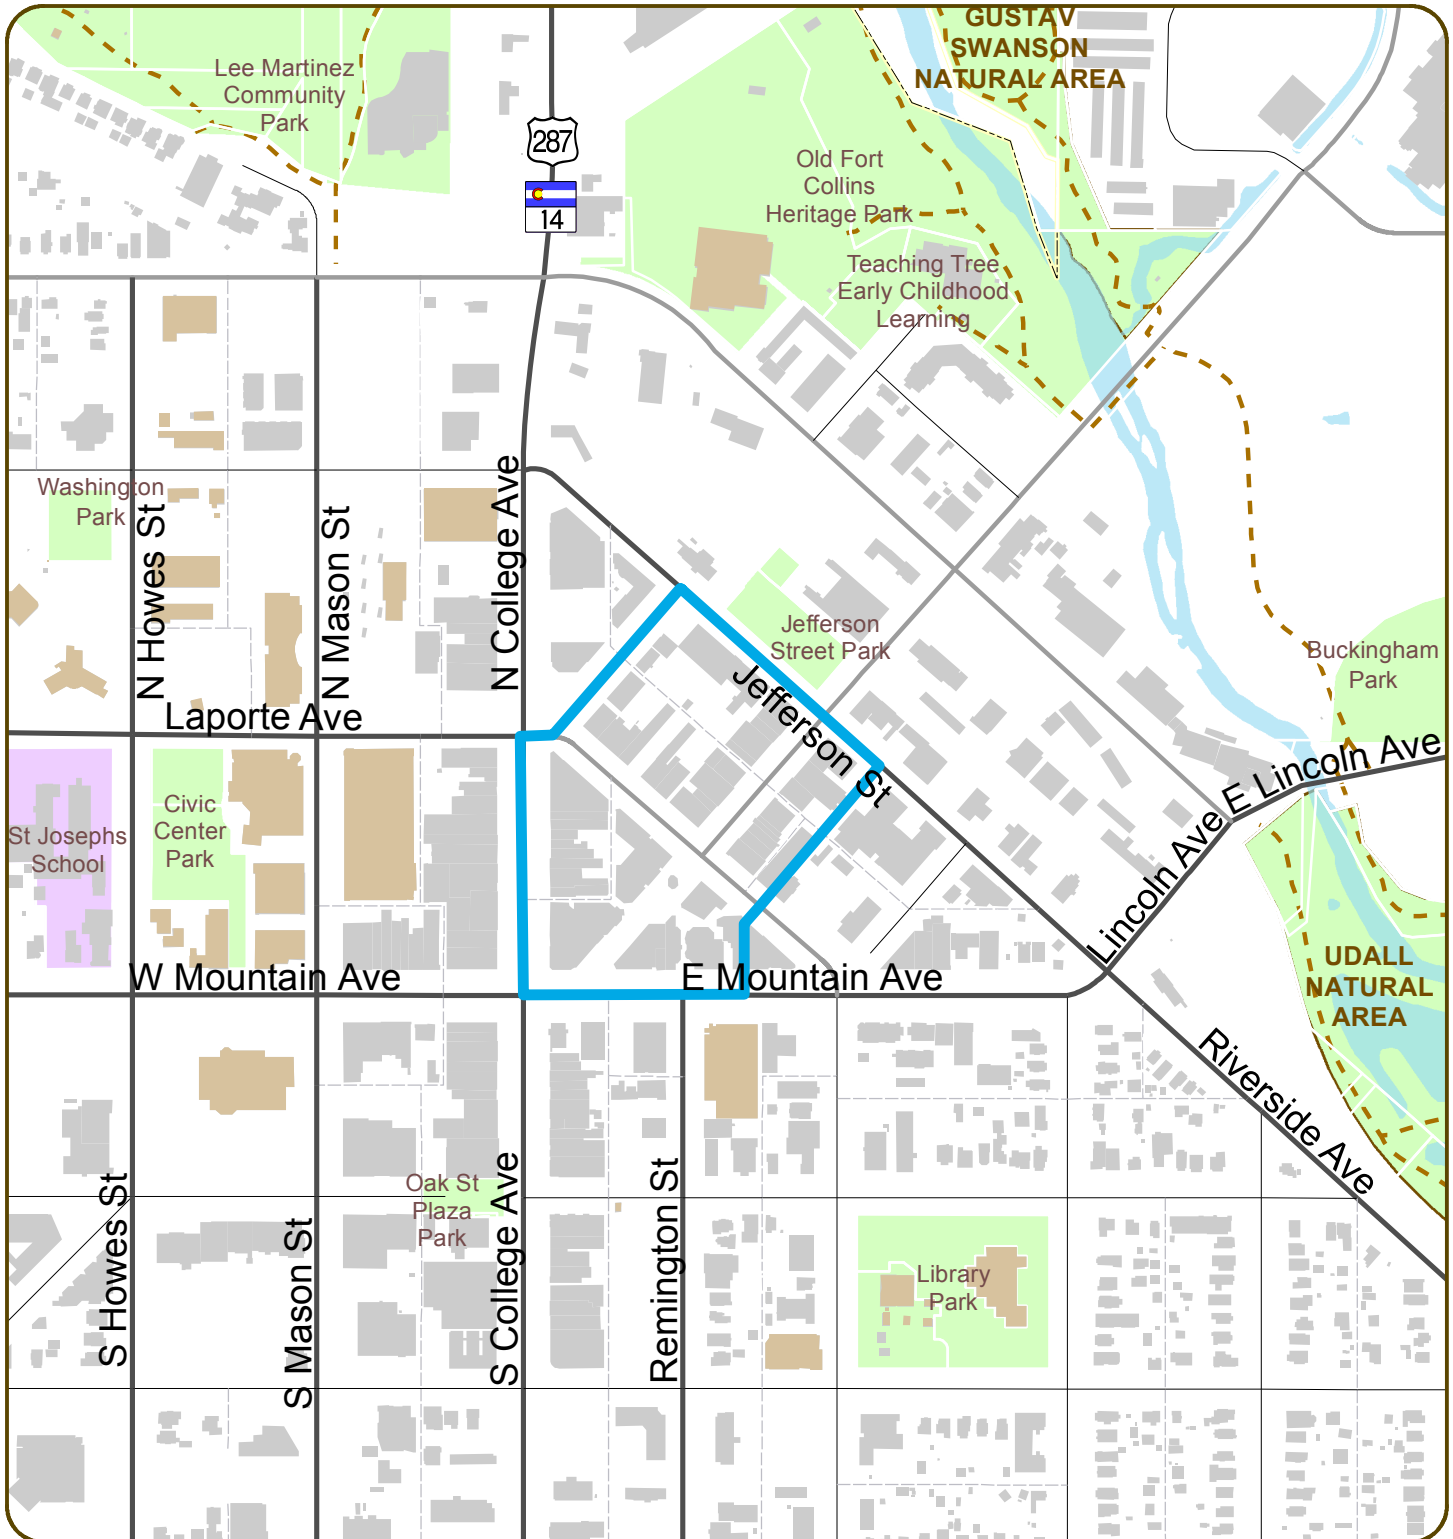 GUSTAV
SWANSON
NATURAL AREA
Lee Martinez
Community
Park
287
14
Old Fort
Collins
Heritage Park
Teaching Tree
Early Childhood
Learning
Washington
Park
N Howes St
N Mason St
N College Ave
Jefferson
Street Park
Buckingham
Park
Laporte Ave
Jefferson St
E Lincoln Ave
Lincoln Ave
St Josephs
School
Civic
Center
Park
W Mountain Ave
E Mountain Ave
UDALL
NATURAL
AREA
Riverside Ave
S Howes St
S Mason St
Oak St
Plaza
Park
S College Ave
Remington St
Library
Park